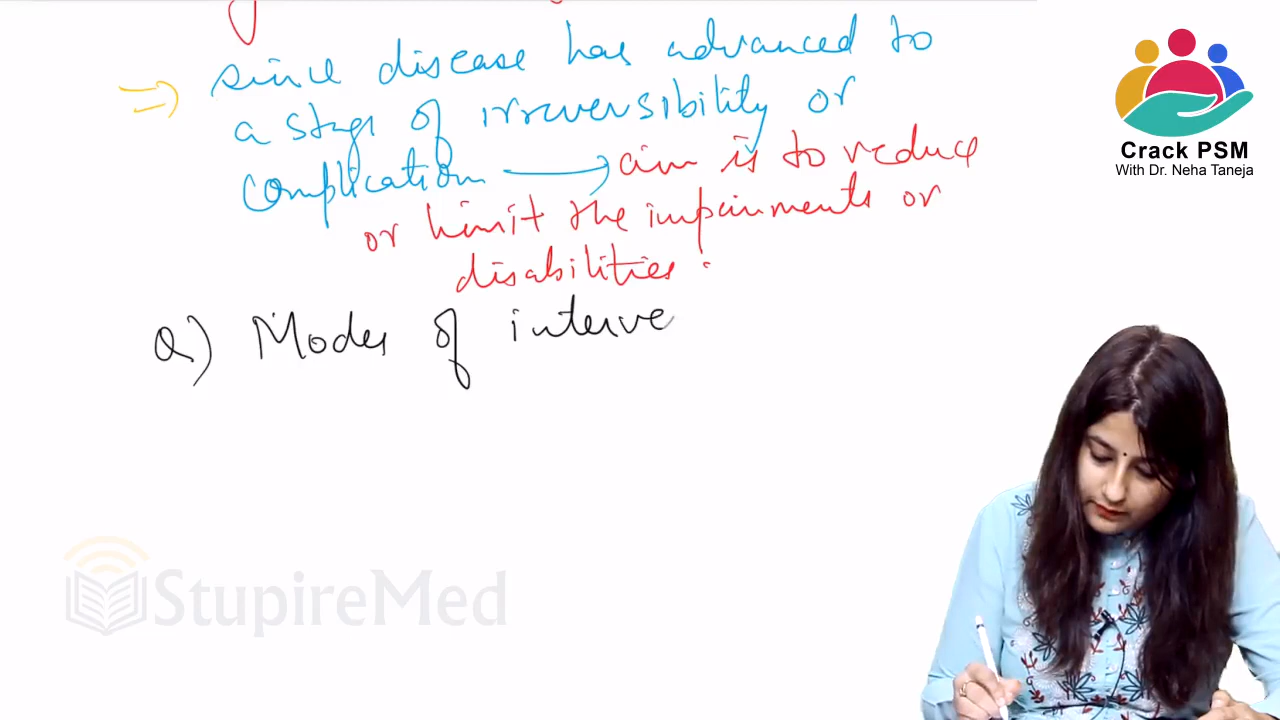 ⇒ since disease has advanced to
a stage of irreversibility or
complication → aim is to reduce
or limit the impairments or
disabilities.
Q) Modes of interve
Crack PSM
With Dr. Neha Taneja
StupireMed